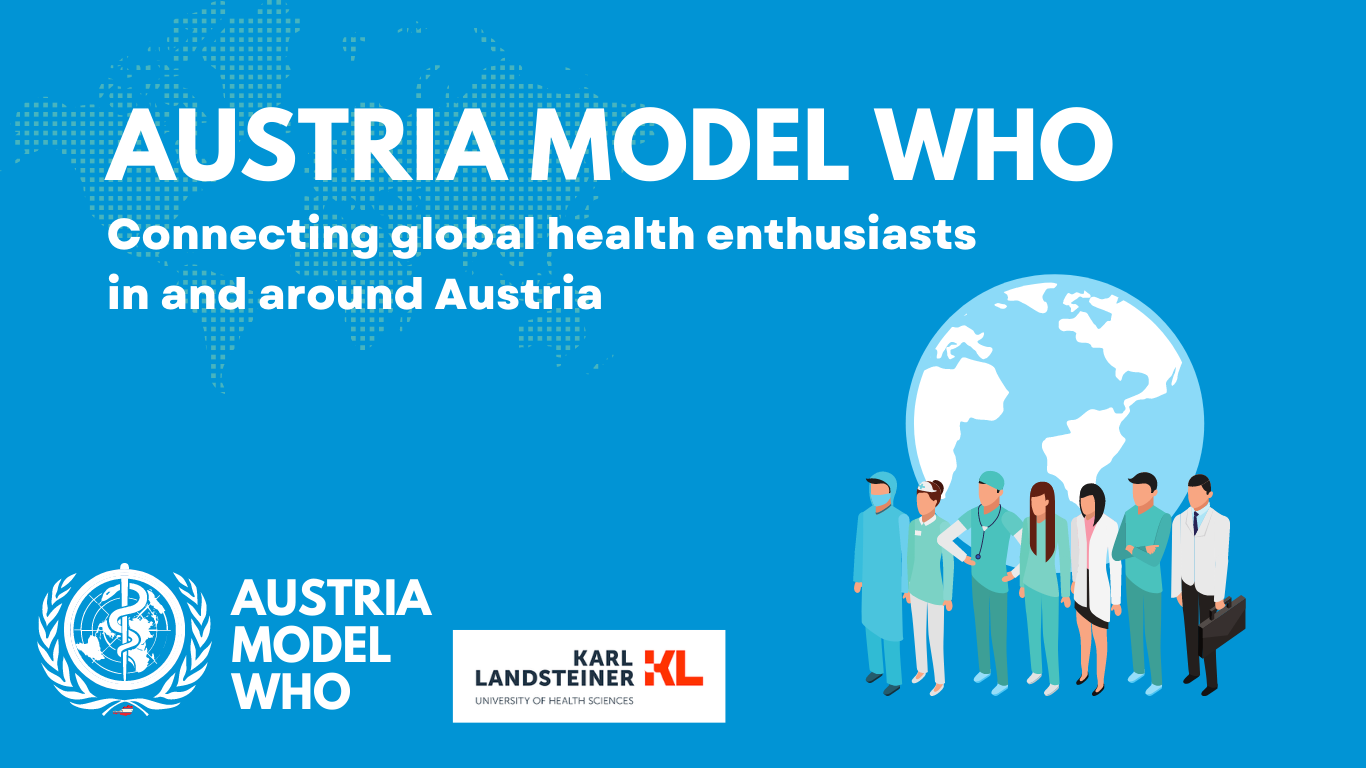 AUSTRIA MODEL WHO
Connecting global health enthusiasts
in and around Austria
AUSTRIA
MODEL
WHO
KARL
LANDSTEINER
KL
UNIVERSITY OF HEALTH SCIENCES